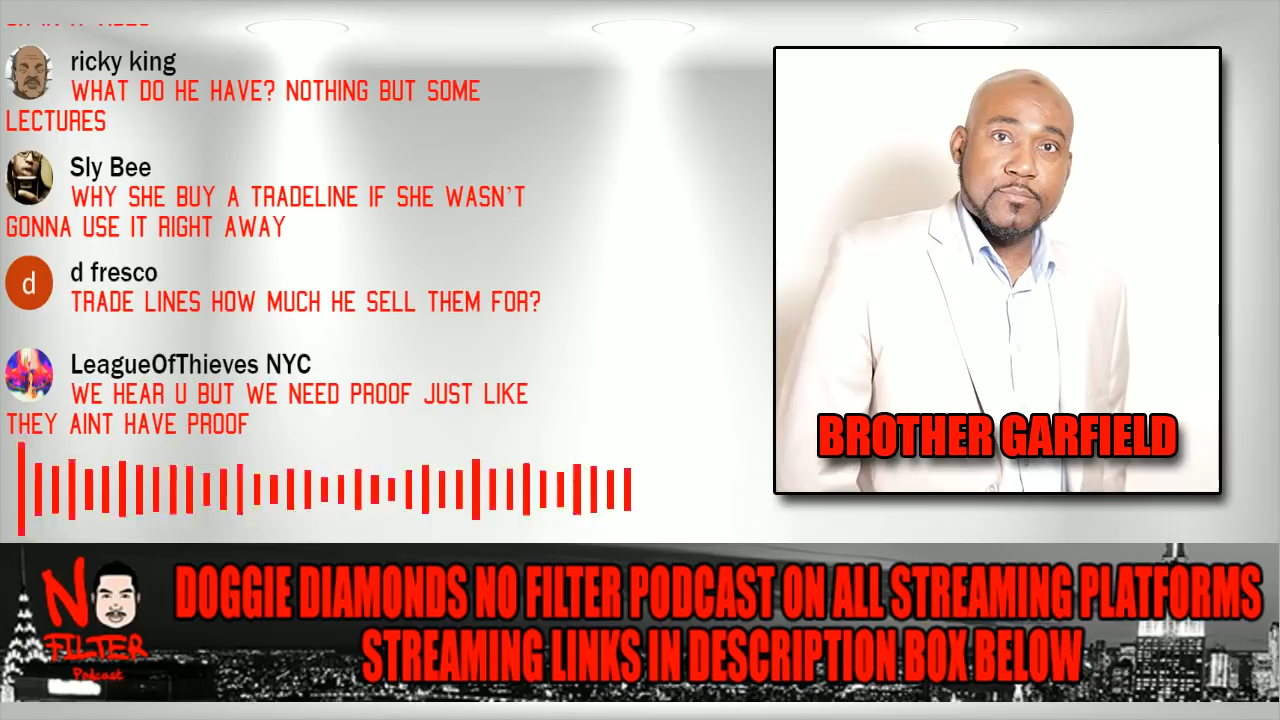 ricky king
WHAT DO HE HAVE? NOTHING BUT SOME
LECTURES
Sly Bee
WHY SHE BUY A TRADELINE IF SHE WASN'T
GONNA USE IT RIGHT AWAY
d
d fresco
TRADE LINES HOW MUCH HE SELL THEM FOR?
LeagueOfThieves NYC
WE HEAR U BUT WE NEED PROOF JUST LIKE
THEY AINT HAVE PROOF
BROTHER GARFIELD
NO
FILTER
Podcast
DOGGIE DIAMONDS NO FILTER PODCAST ON ALL STREAMING PLATFORMS
STREAMING LINKS IN DESCRIPTION BOX BELOW